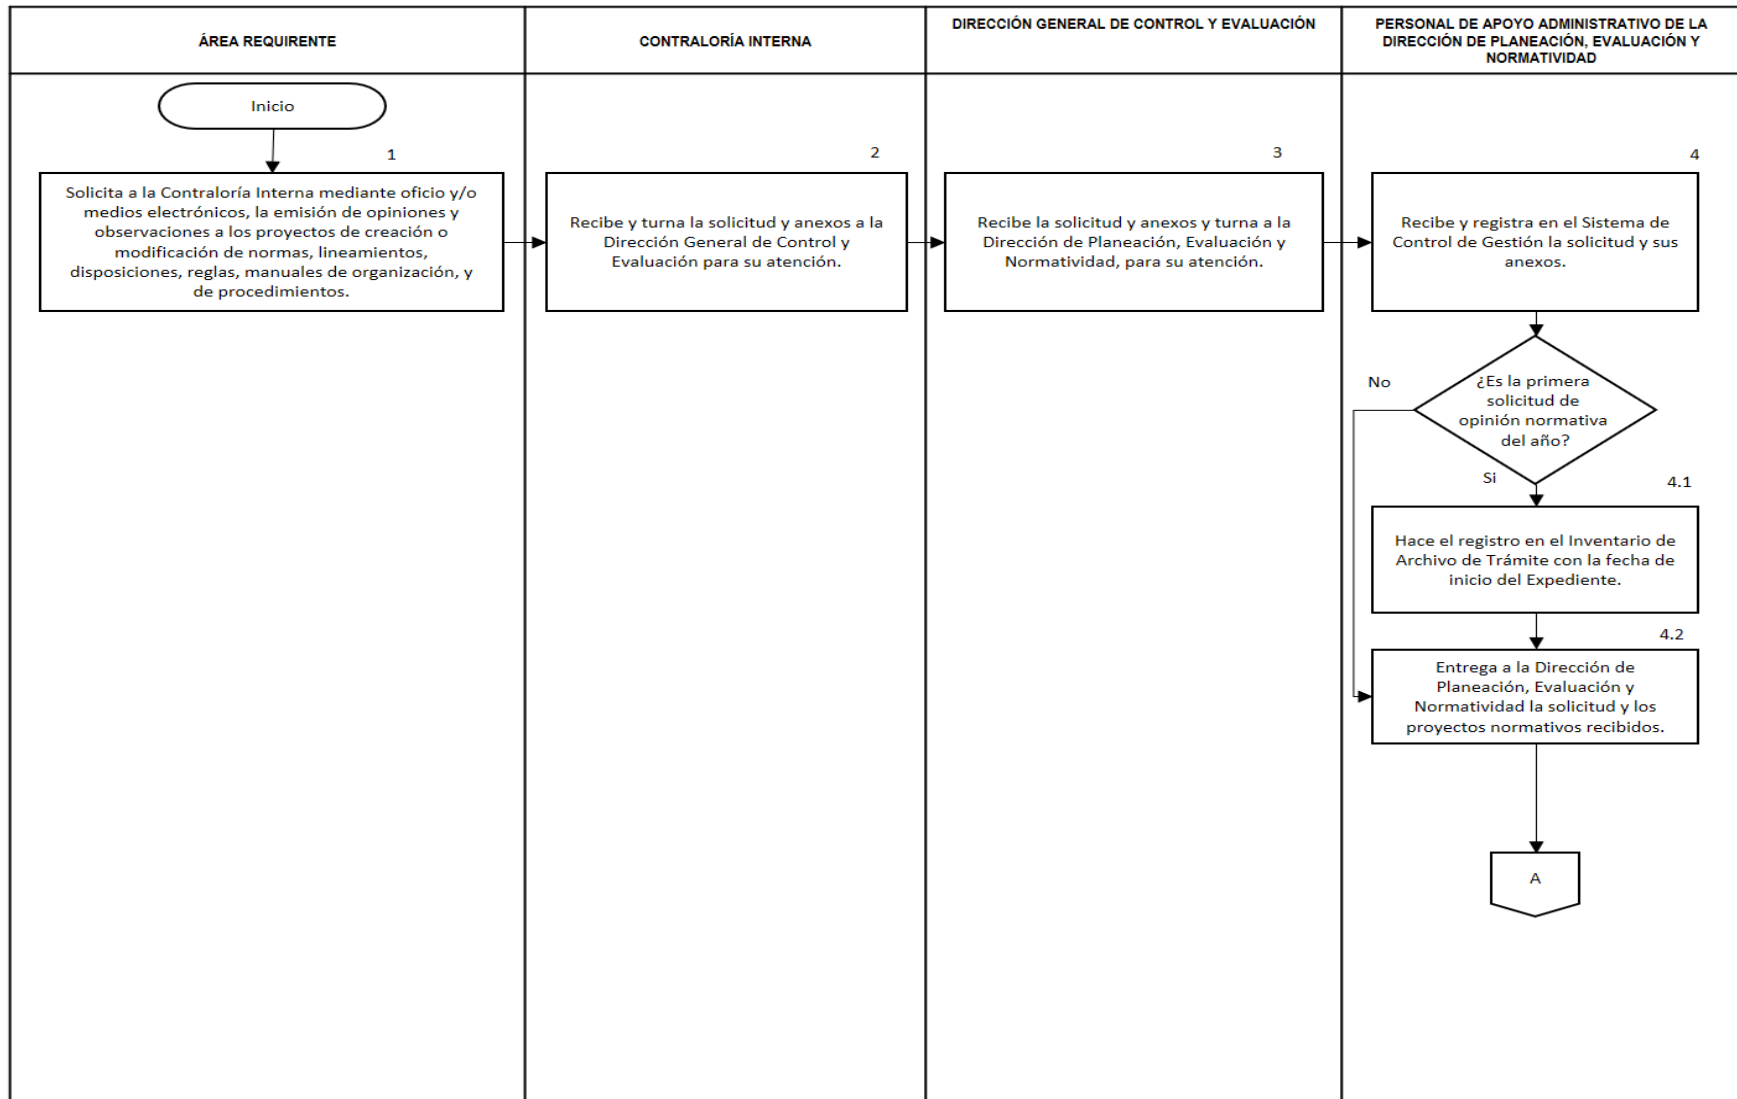 ÁREA REQUIRENTE
CONTRALORÍA INTERNA
DIRECCIÓN GENERAL DE CONTROL Y EVALUACIÓN
PERSONAL DE APOYO ADMINISTRATIVO DE LA
DIRECCIÓN DE PLANEACIÓN, EVALUACIÓN Y
NORMATIVIDAD
Inicio
1
Solicita a la Contraloría Interna mediante oficio y/o
medios electrónicos, la emisión de opiniones y
observaciones a los proyectos de creación o
modificación de normas, lineamientos,
disposiciones, reglas, manuales de organización, y
de procedimientos.
2
Recibe y turna la solicitud y anexos a la
Dirección General de Control y
Evaluación para su atención.
3
Recibe la solicitud y anexos y turna a la
Dirección de Planeación, Evaluación y
Normatividad, para su atención.
4
Recibe y registra en el Sistema de
Control de Gestión la solicitud y sus
anexos.
¿Es la primera
solicitud de
opinión normativa
del año?
No
Si
4.1
Hace el registro en el Inventario de
Archivo de Trámite con la fecha de
inicio del Expediente.
4.2
Entrega a la Dirección de
Planeación, Evaluación y
Normatividad la solicitud y los
proyectos normativos recibidos.
A